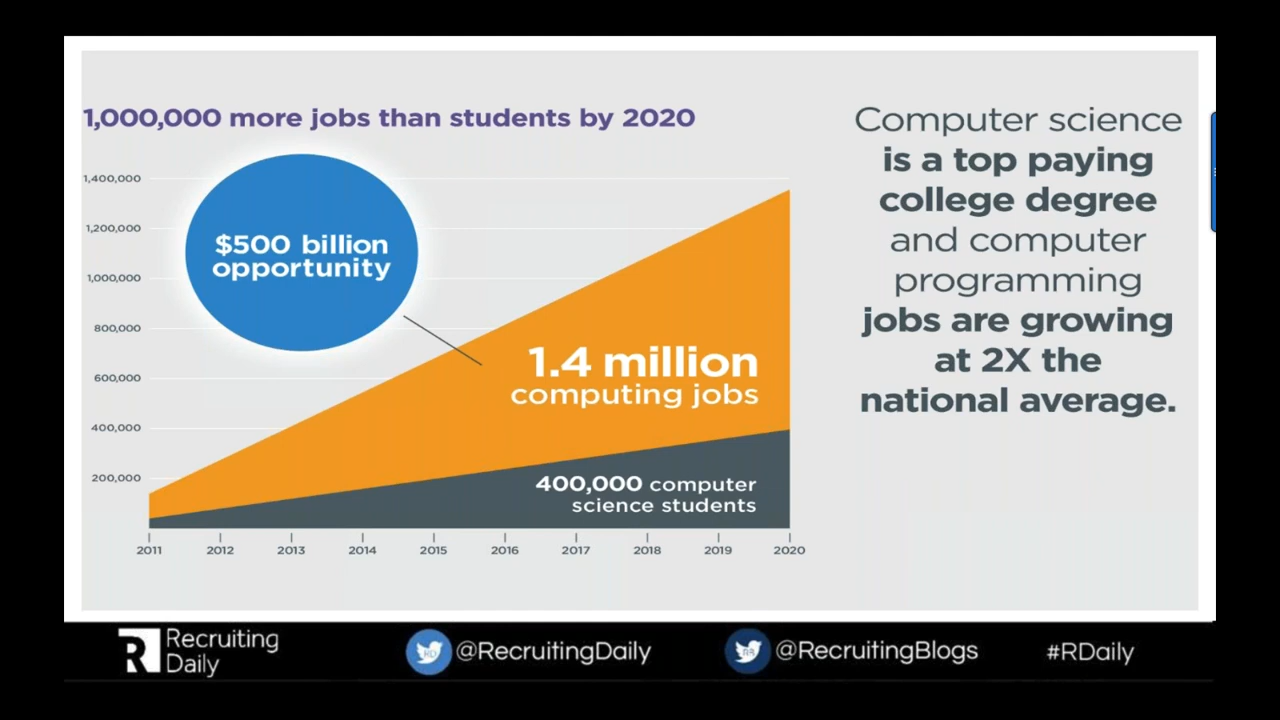 1,000,000 more jobs than students by 2020
1,400,000
1,200,000
1,000,000
800,000
600,000
400,000
200,000
$500 billion
opportunity
1.4 million
computing jobs
400,000 computer
science students
2011 2012 2013 2014 2015 2016 2017 2018 2019 2020
Computer science
is a top paying
college degree
and computer
programming
jobs are growing
at 2X the
national average.
R Recruiting
Daily
RD @RecruitingDaily
RB @RecruitingBlogs
#RDaily